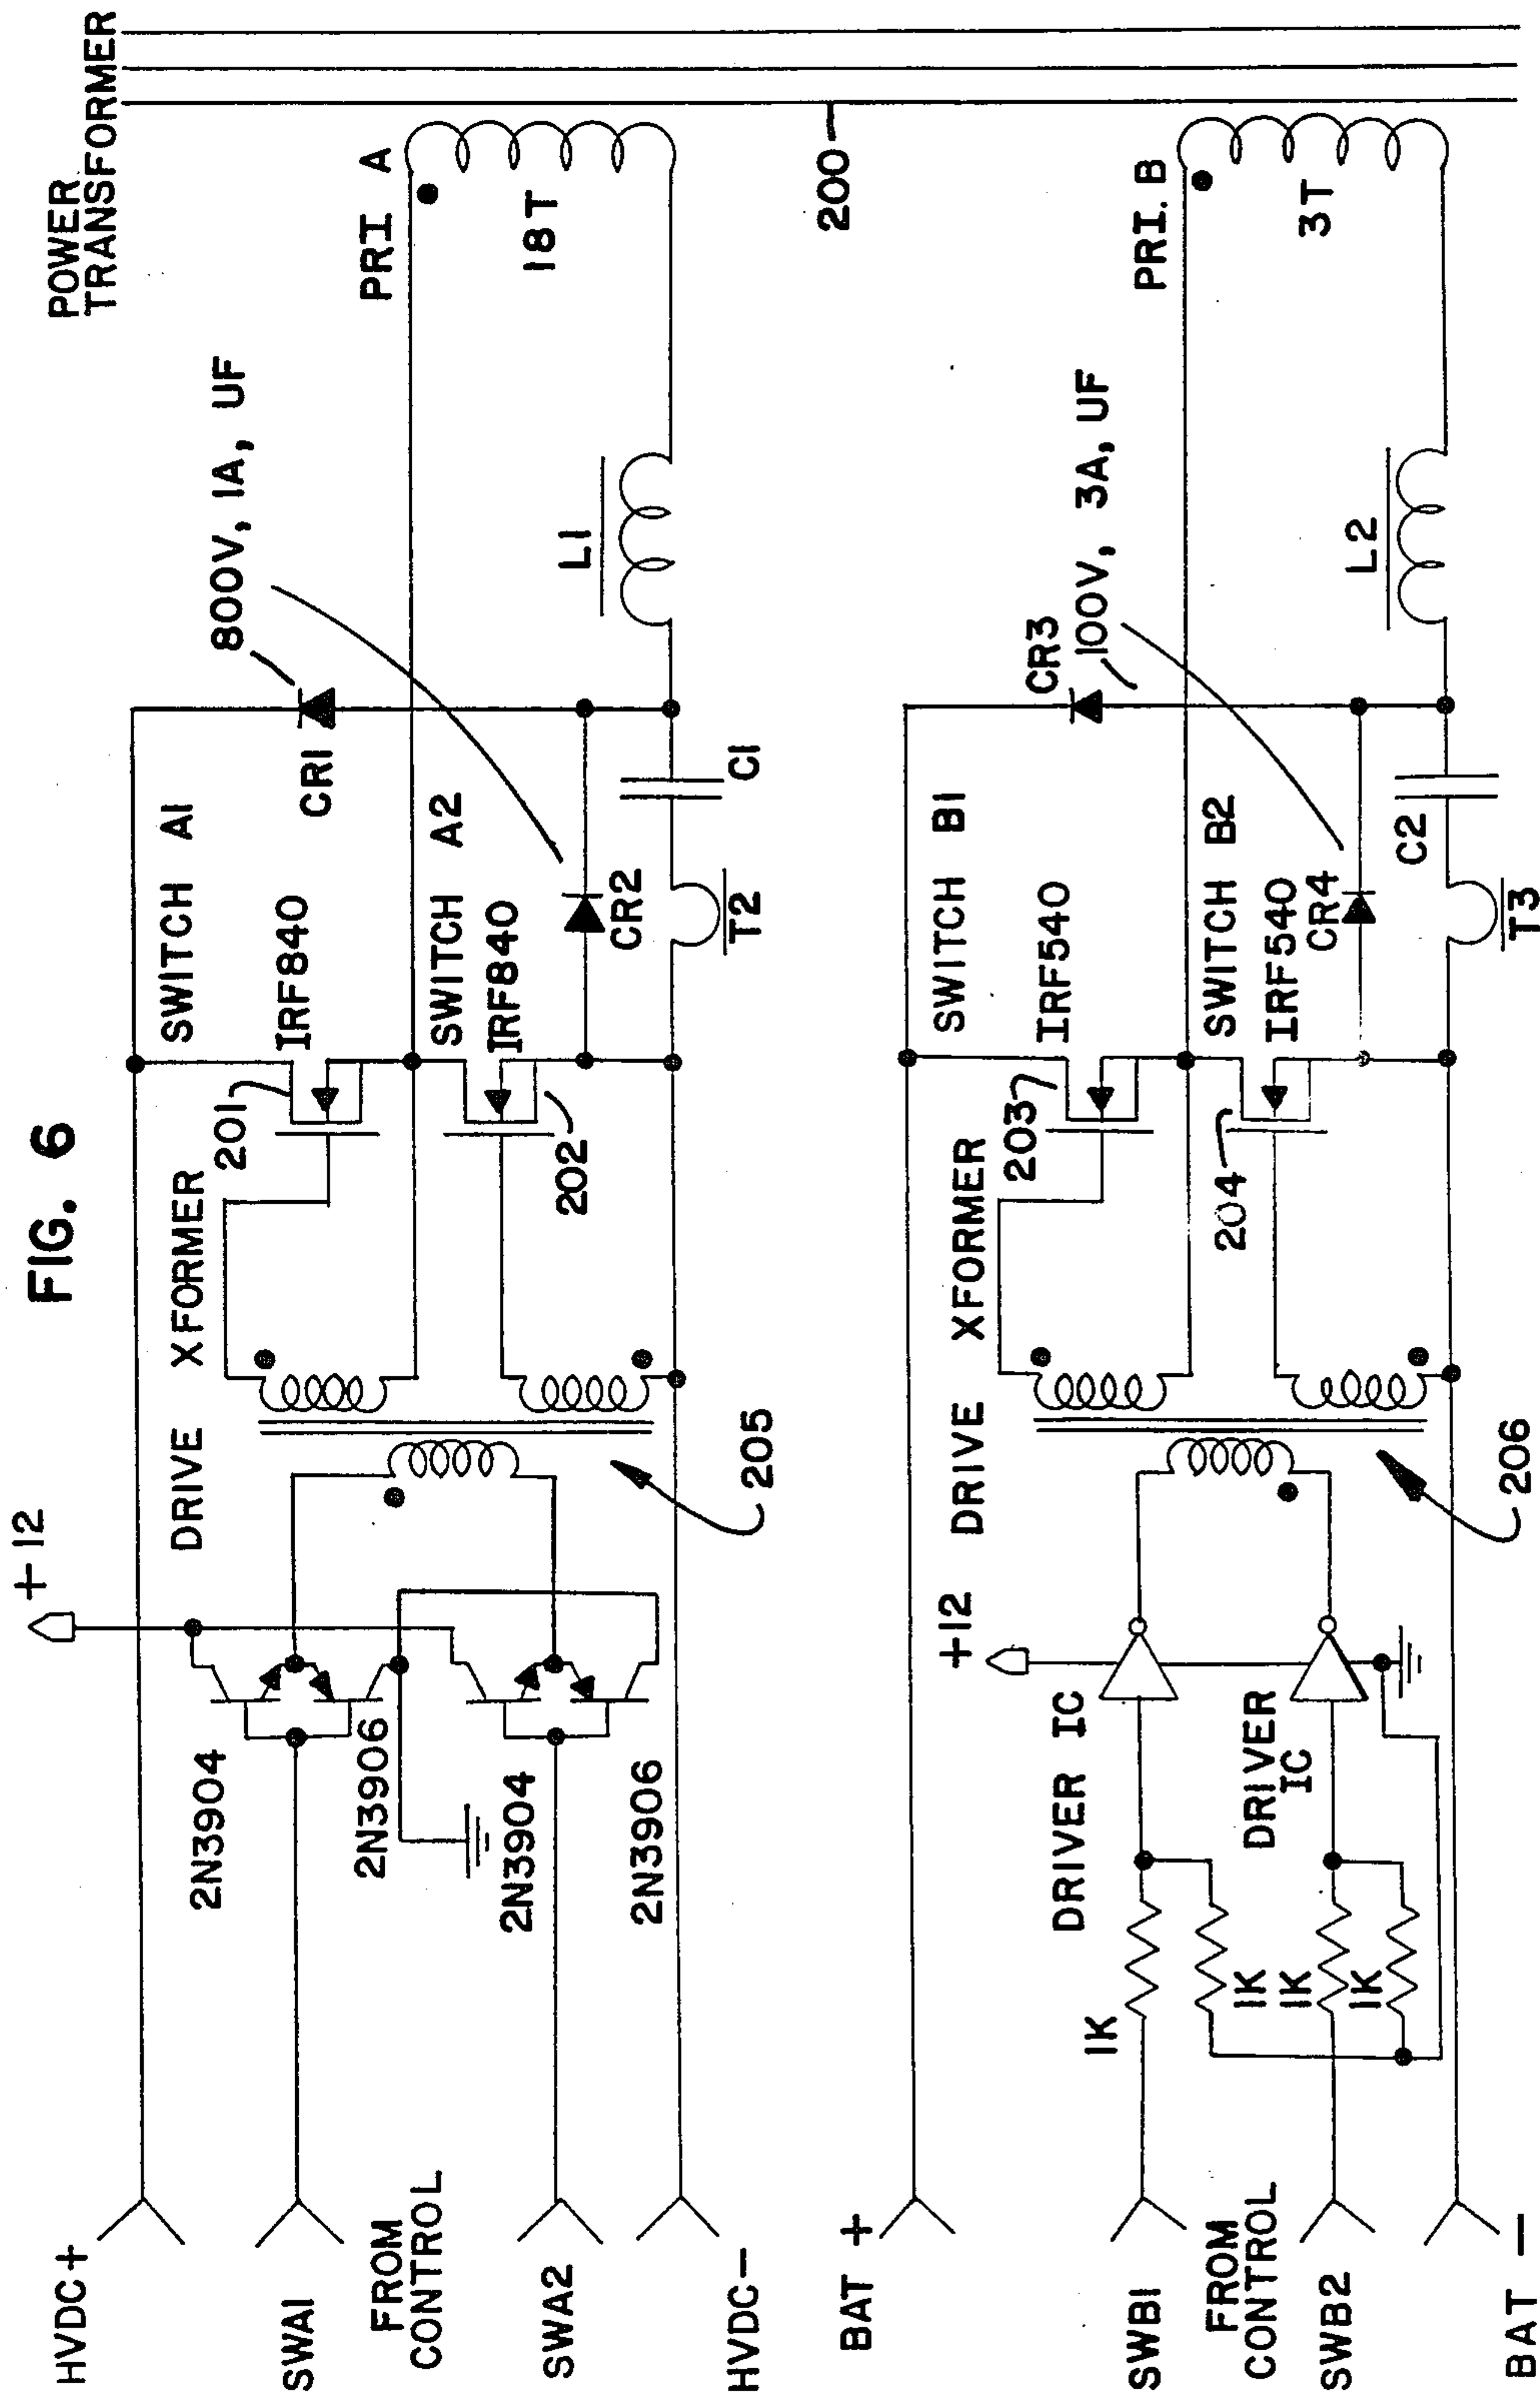 FIG. 6
POWER
TRANSFORMER
HVDC+
+12
DRIVE XFORMER
SWITCH A1
IRF840
201
CR1
800V, 1A, UF
PRI A
18T
SWA1
2N3904
2N3906
FROM
CONTROL
SWITCH A2
IRF840
202
CR2
L1
SWA2
2N3904
2N3906
205
T2
C1
HVDC-
200
BAT +
+12
DRIVE XFORMER
SWITCH B1
IRF540
203
CR3
100V, 3A, UF
PRI. B
3T
SWB1
1K
DRIVER IC
1K
FROM
CONTROL
SWITCH B2
IRF540
204
CR4
L2
SWB2
1K
1K
DRIVER
IC
206
T3
C2
BAT -